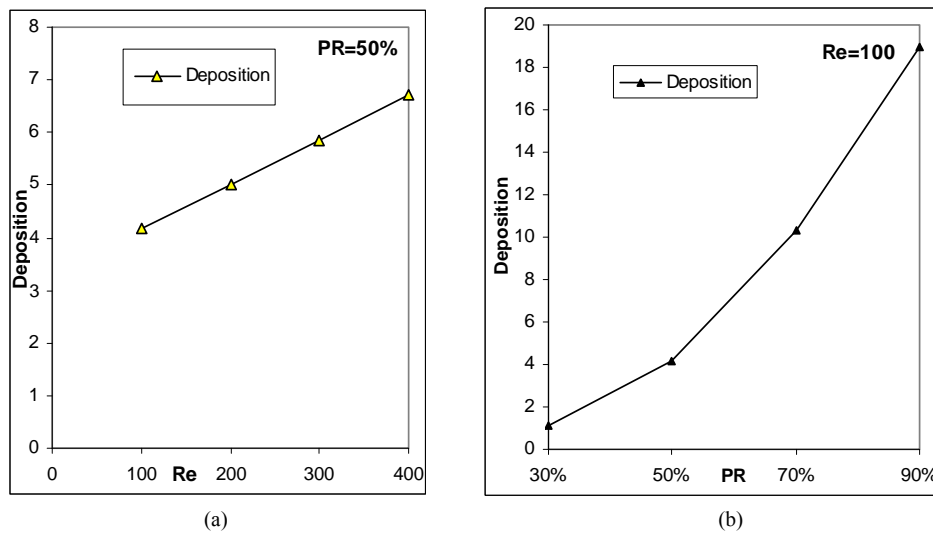 8
7
6
5
4
3
2
1
0
Deposition
PR=50%
Deposition
0 100 200 300 400
Re
(a)
20
18
16
14
12
10
8
6
4
2
0
Deposition
Re=100
Deposition
30% 50% 70% 90%
PR
(b)